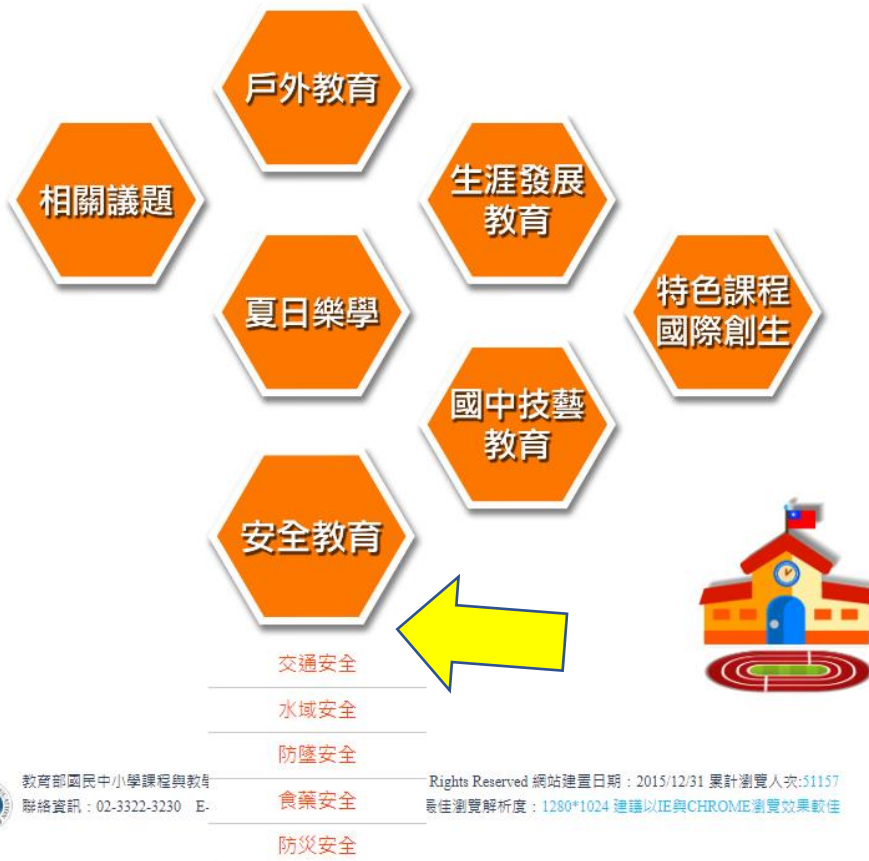 戶外教育
相關議題
生涯發展
教育
夏日樂學
特色課程
國際創生
國中技藝
教育
安全教育
交通安全
水域安全
防墜安全
教育部國民中小學課程與教學
Rights Reserved 網站建置日期：2015/12/31 累計瀏覽人次:51157
聯絡資訊：02-3322-3230 E-
食藥安全
最佳瀏覽解析度：1280*1024 建議以IE與CHROME瀏覽效果較佳
防災安全